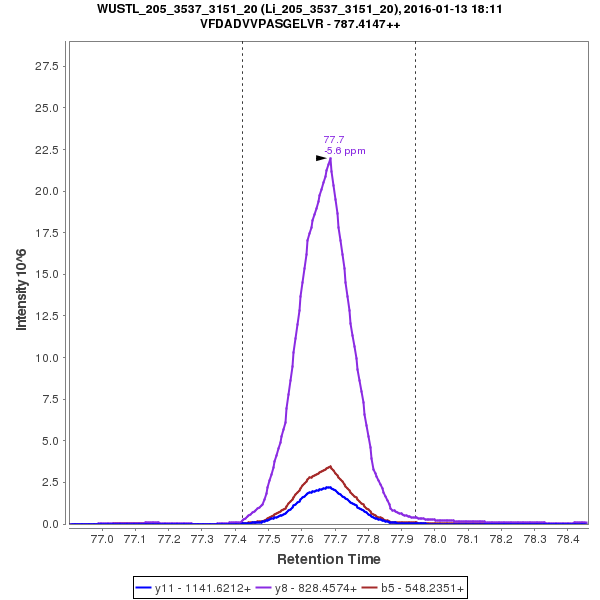 WUSTL_205_3537_3151_20 (Li_205_3537_3151_20), 2016-01-13 18:11
VFDADVVPASGELVR - 787.4147++
27.5
25.0
22.5
20.0
17.5
15.0
12.5
10.0
7.5
5.0
2.5
0.0
Intensity 10^6
77.7
-5.6 ppm
77.0 77.1 77.2 77.3 77.4 77.5 77.6 77.7 77.8 77.9 78.0 78.1 78.2 78.3 78.4
Retention Time
y11 - 1141.6212+ y8 - 828.4574+ b5 - 548.2351+